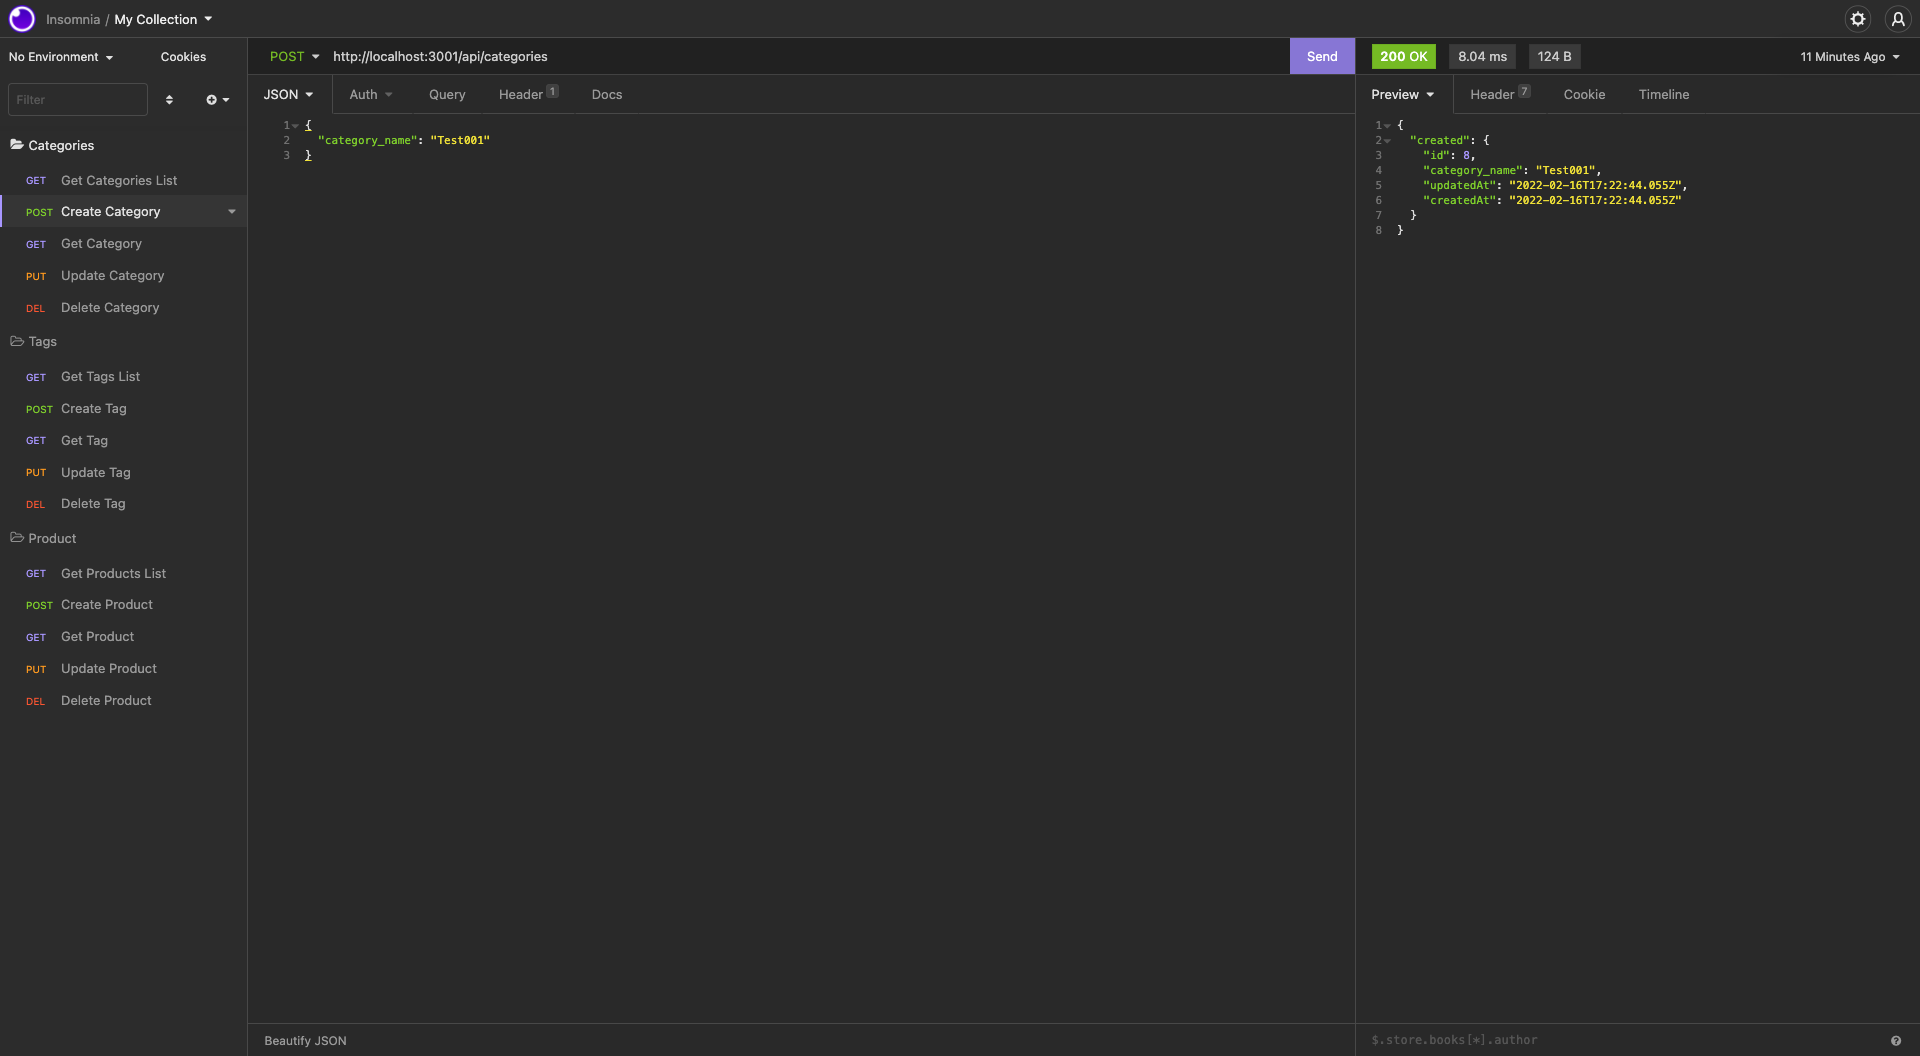 Insomnia / My Collection
No Environment
Cookies
Filter
Categories
GET Get Categories List
POST Create Category
GET Get Category
PUT Update Category
DEL Delete Category
Tags
GET Get Tags List
POST Create Tag
GET Get Tag
PUT Update Tag
DEL Delete Tag
Product
GET Get Products List
POST Create Product
GET Get Product
PUT Update Product
DEL Delete Product
POST http://localhost:3001/api/categories Send
JSON Auth Query Header 1 Docs
1 {
2 "category_name": "Test001"
3 }
Beautify JSON
200 OK 8.04 ms 124 B 11 Minutes Ago
Preview Header 7 Cookie Timeline
1 {
2 "created": {
3 "id": 8,
4 "category_name": "Test001",
5 "updatedAt": "2022-02-16T17:22:44.055Z",
6 "createdAt": "2022-02-16T17:22:44.055Z"
7 }
8 }
$.store.books[*].author